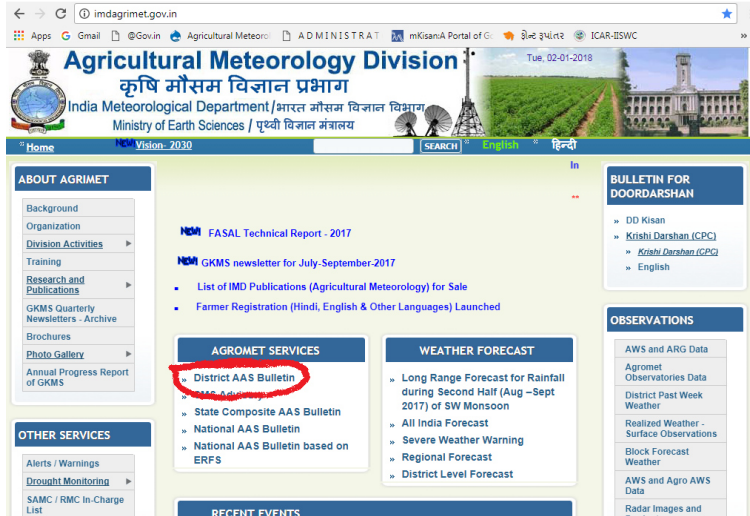 imdagrimet.gov.in
Apps Gmail @Gov.in Agricultural Meteorol A D M I N I S T R A T mKisan:A Portal of Go ICAR-IISWC »
Agricultural Meteorology Division
कृषि मौसम विज्ञान प्रभाग
India Meteorological Department/भारत मौसम विज्ञान विभाग
Ministry of Earth Sciences / पृथ्वी विज्ञान मंत्रालय
Tue, 02-01-2018
Home
NEW! Vision- 2030
SEARCH
English
हिन्दी
ABOUT AGRIMET
Background
Organization
Division Activities
Training
Research and
Publications
GKMS Quarterly
Newsletters - Archive
Brochures
Photo Gallery
Annual Progress Report
of GKMS
OTHER SERVICES
Alerts / Warnings
Drought Monitoring
SAMC / RMC In-Charge
List
In
**
NEW! FASAL Technical Report - 2017
NEW! GKMS newsletter for July-September-2017
List of IMD Publications (Agricultural Meteorology) for Sale
Farmer Registration (Hindi, English & Other Languages) Launched
AGROMET SERVICES
» District AAS Bulletin
» SMS Advisory
» State Composite AAS Bulletin
» National AAS Bulletin
» National AAS Bulletin based on
ERFS
WEATHER FORECAST
» Long Range Forecast for Rainfall
during Second Half (Aug –Sept
2017) of SW Monsoon
» All India Forecast
» Severe Weather Warning
» Regional Forecast
» District Level Forecast
RECENT EVENTS
BULLETIN FOR
DOORDARSHAN
» DD Kisan
» Krishi Darshan (CPC)
» Krishi Darshan (CPC)
» English
OBSERVATIONS
AWS and ARG Data
Agromet
Observatories Data
District Past Week
Weather
Realized Weather -
Surface Observations
Block Forecast
Weather
AWS and Agro AWS
Data
Radar Images and